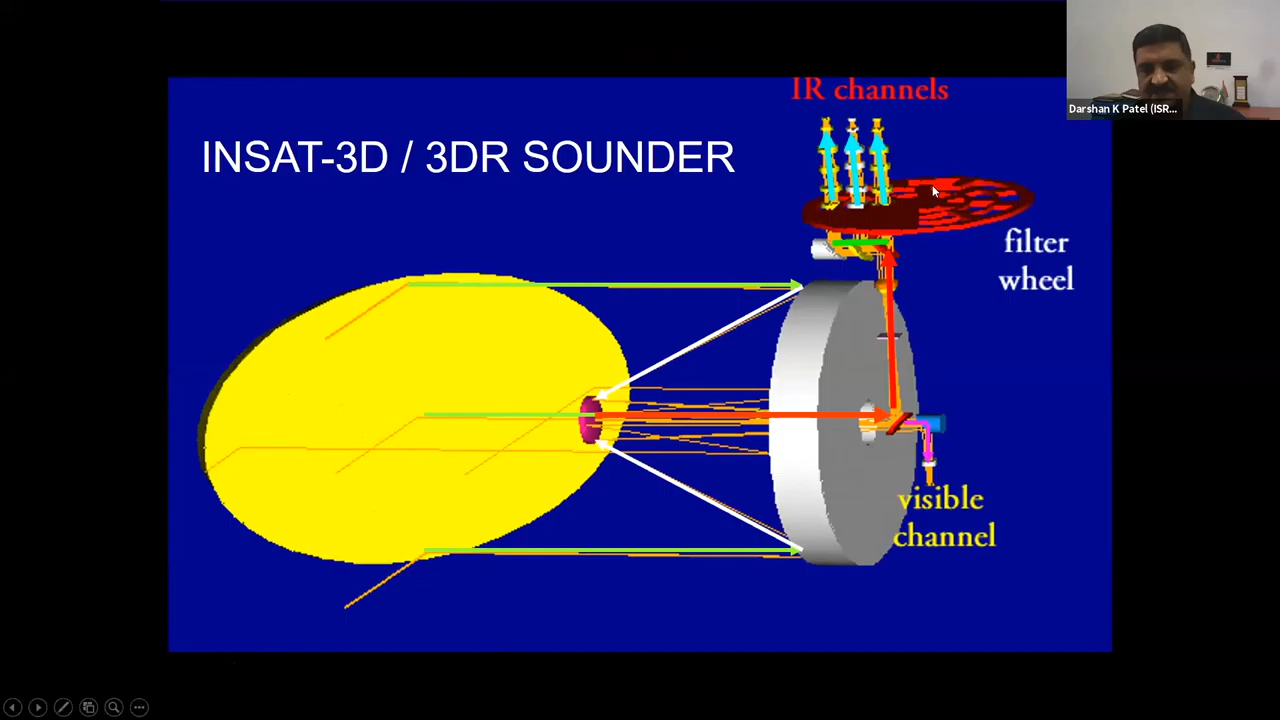 IR channels
Darshan K Patel (ISR...
INSAT-3D / 3DR SOUNDER
filter
wheel
visible
channel